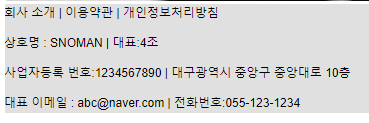 회사 소개 | 이용약관 | 개인정보처리방침
상호명 : SNOMAN | 대표:4조
사업자등록 번호:1234567890 | 대구광역시 중앙구 중앙대로 10층
대표 이메일 : abc@naver.com | 전화번호:055-123-1234